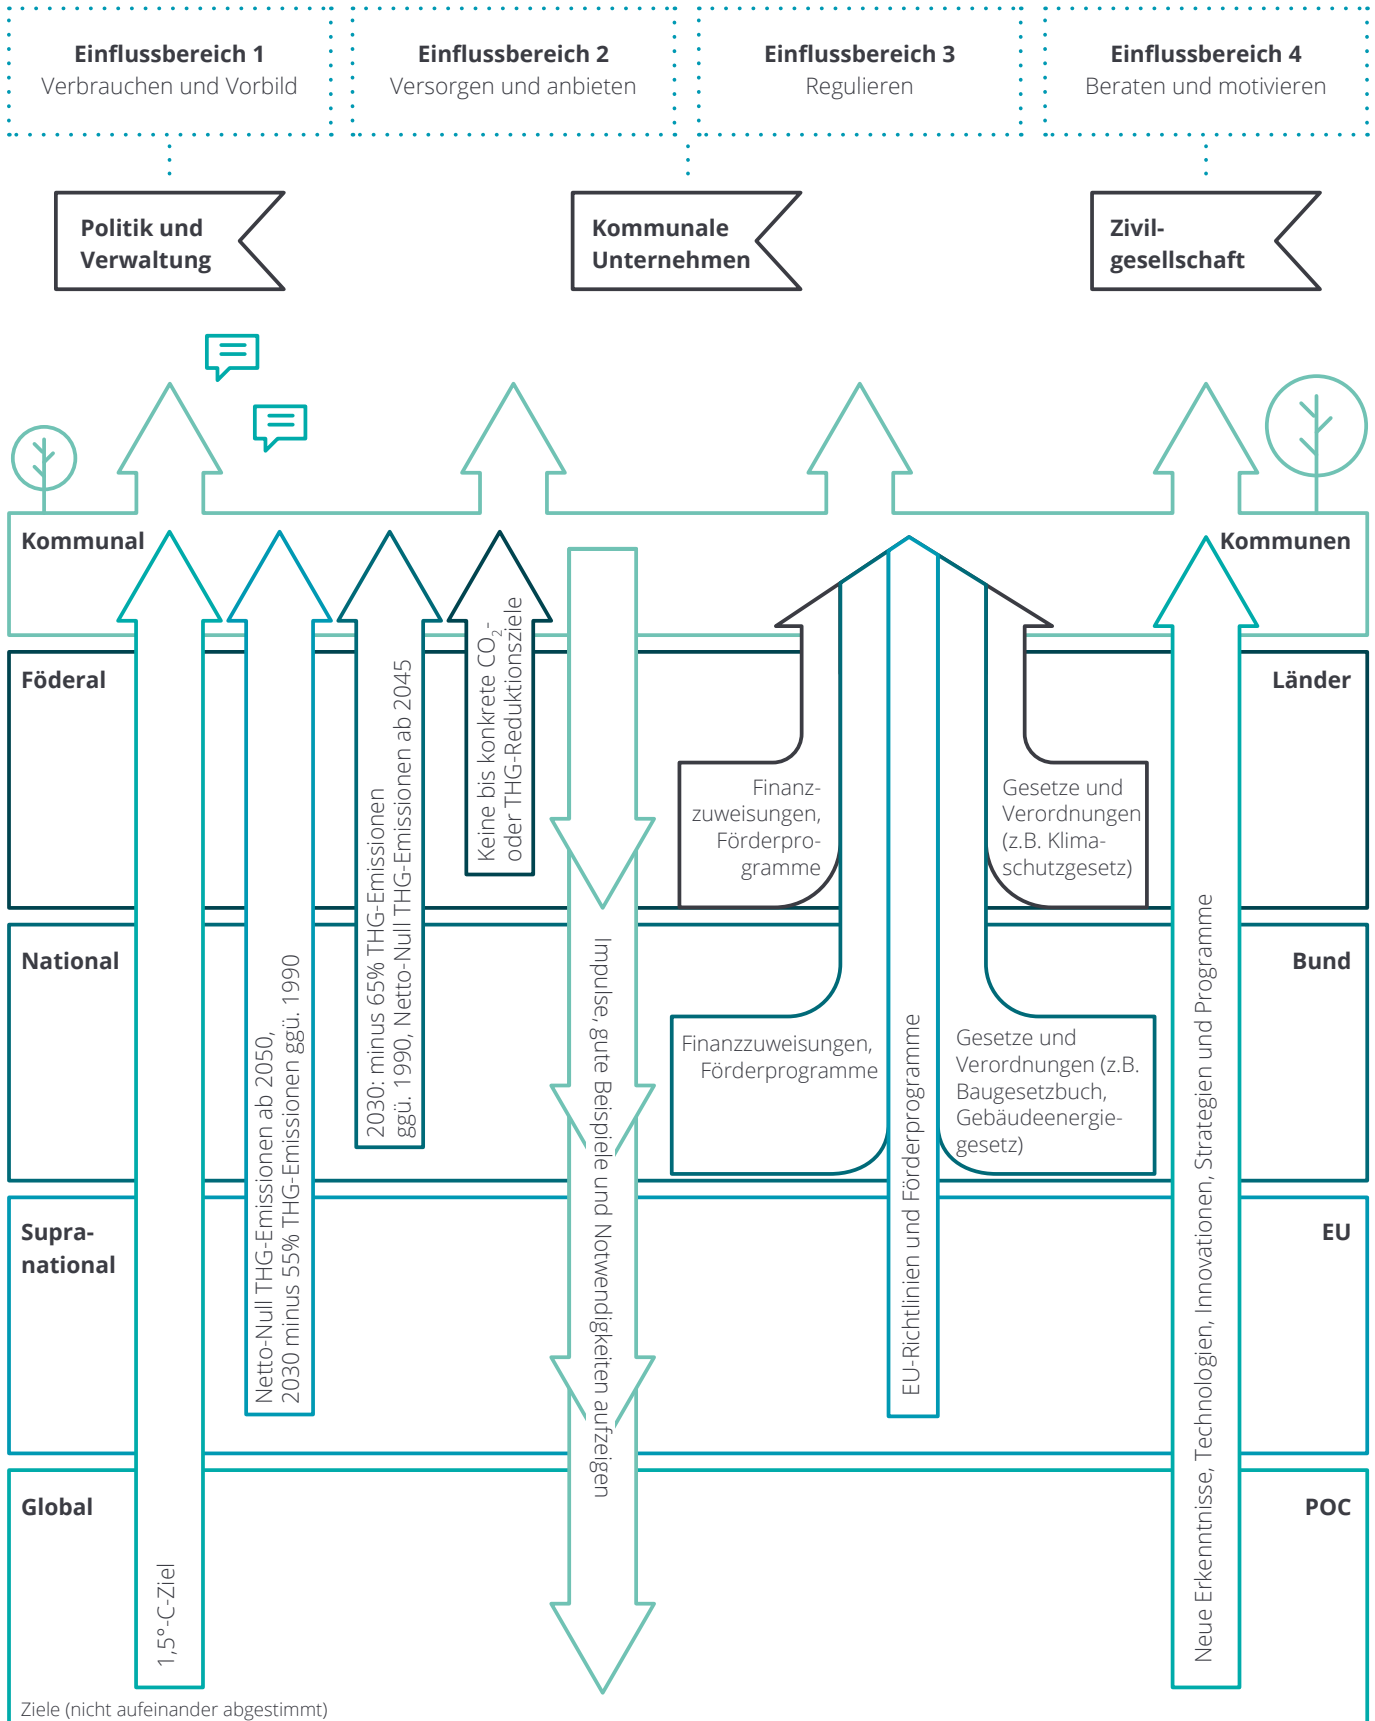 Einflussbereich 1
Verbrauchen und Vorbild
Einflussbereich 2
Versorgen und anbieten
Einflussbereich 3
Regulieren
Einflussbereich 4
Beraten und motivieren
Politik und
Verwaltung
Kommunale
Unternehmen
Zivil-
gesellschaft
Kommunal
Kommunen
Föderal
Länder
National
Bund
Supra-
national
EU
Global
POC
1,5°-C-Ziel
Netto-Null THG-Emissionen ab 2050,
2030 minus 55% THG-Emissionen ggü. 1990
2030: minus 65% THG-Emissionen
ggü. 1990, Netto-Null THG-Emissionen ab 2045
Keine bis konkrete CO₂-
oder THG-Reduktionsziele
Impulse, gute Beispiele und Notwendigkeiten aufzeigen
Finanz-
zuweisungen,
Förderpro-
gramme
Gesetze und
Verordnungen
(z.B. Klima-
schutzgesetz)
Finanzzuweisungen,
Förderprogramme
Gesetze und
Verordnungen (z.B.
Baugesetzbuch,
Gebäudeenergie-
gesetz)
EU-Richtlinien und Förderprogramme
Neue Erkenntnisse, Technologien, Innovationen, Strategien und Programme
Ziele (nicht aufeinander abgestimmt)